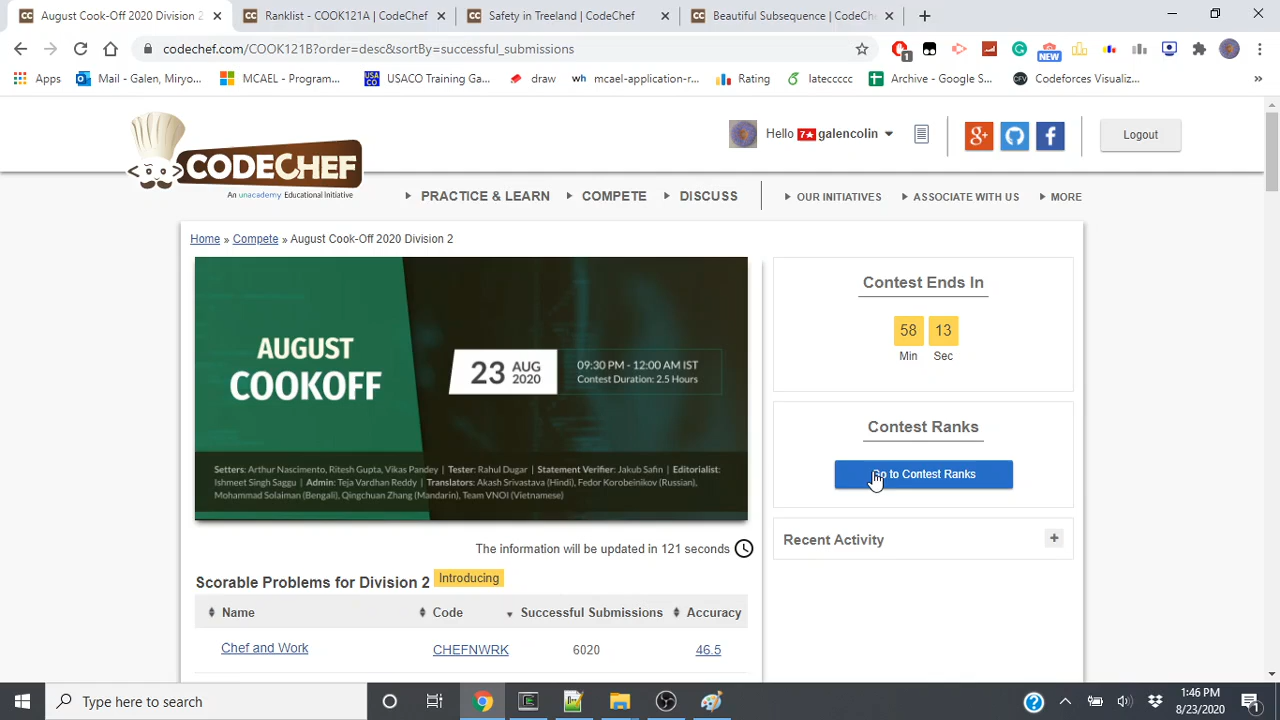 August Cook-Off 2020 Division 2
Ranklist - COOK121A | CodeChef
Safety in Treeland | CodeChef
Beautiful Subsequence | CodeChe
codechef.com/COOK121B?order=desc&sortBy=successful_submissions
1
NEW
Apps
Mail - Galen, Miryo...
MCAEL - Program...
USACO Training Ga...
draw
wh mcael-application-r...
Rating
lateccccc
Archive - Google S...
Codeforces Visualiz...
»
CODECHEF
An unacademy Educational Initiative
Hello 7★ galencolin
Logout
PRACTICE & LEARN
COMPETE
DISCUSS
OUR INITIATIVES
ASSOCIATE WITH US
MORE
Home » Compete » August Cook-Off 2020 Division 2
AUGUST
COOKOFF
23 AUG 2020
09:30 PM - 12:00 AM IST
Contest Duration: 2.5 Hours
Setters: Arthur Nascimento, Ritesh Gupta, Vikas Pandey | Tester: Rahul Dugar | Statement Verifier: Jakub Safin | Editorialist:
Ishmeet Singh Saggu | Admin: Teja Vardhan Reddy | Translators: Akash Srivastava (Hindi), Fedor Korobeinikov (Russian),
Mohammad Solaiman (Bengali), Qingchuan Zhang (Mandarin), Team VNOI (Vietnamese)
Contest Ends In
58 13
Min Sec
Contest Ranks
Go to Contest Ranks
Recent Activity
+
The information will be updated in 121 seconds
Scorable Problems for Division 2 Introducing
Name Code Successful Submissions Accuracy
Chef and Work CHEFNWRK 6020 46.5
Type here to search
1:46 PM
8/23/2020
1